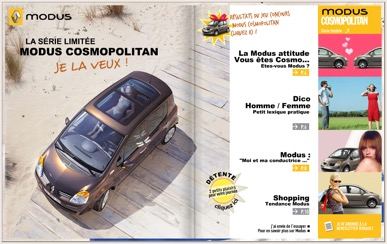 MODUS
LA SÉRIE LIMITÉE
MODUS COSMOPOLITAN
JE LA VEUX !
RÉSULTATS DU JEU CONCOURS
MODUS COSMOPOLITAN
CLIQUEZ ICI !
La Modus attitude
Vous êtes Cosmo...
Etes-vous Modus ?
Dico
Homme / Femme
Petit lexique pratique
Modus :
"Moi et ma conductrice ..."
DÉTENTE
2 petits plaisirs
pour votre pause
cliquez ici
Shopping
Tendance Modus
J'ai envie de l'essayer
Pour en savoir plus sur Modus
MODUS
COSMOPOLITAN
JE M'ABONNE À LA
NEWSLETTER RENAULT